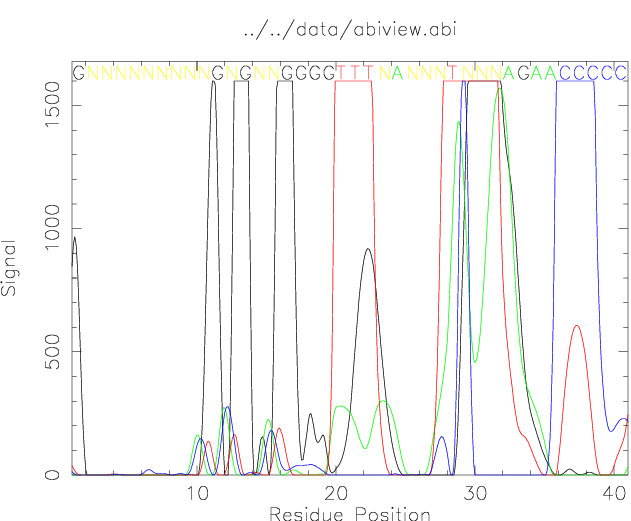 ../../data/abiview.abi
GNNNNNNNNNGNGNNGGGGTTTNANNNTNNNAGAACCCCC
1500
1000
500
0
Signal
10 20 30 40
Residue Position